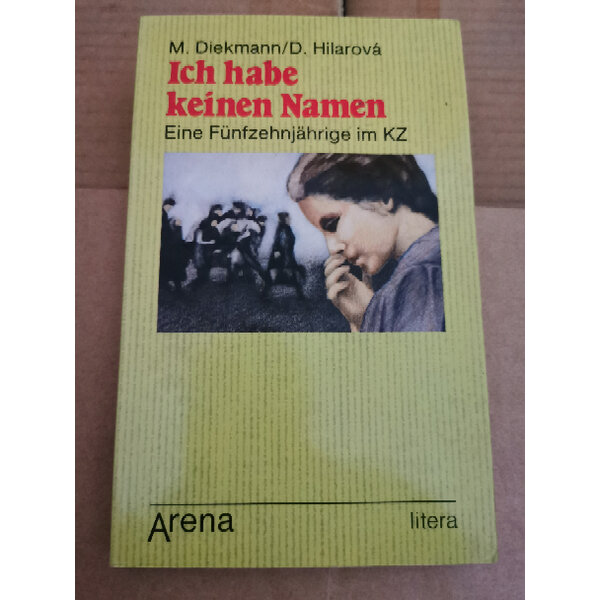 M. Diekmann/D. Hilarová
Ich habe
keinen Namen
Eine Fünfzehnjährige im KZ
Arena
litera